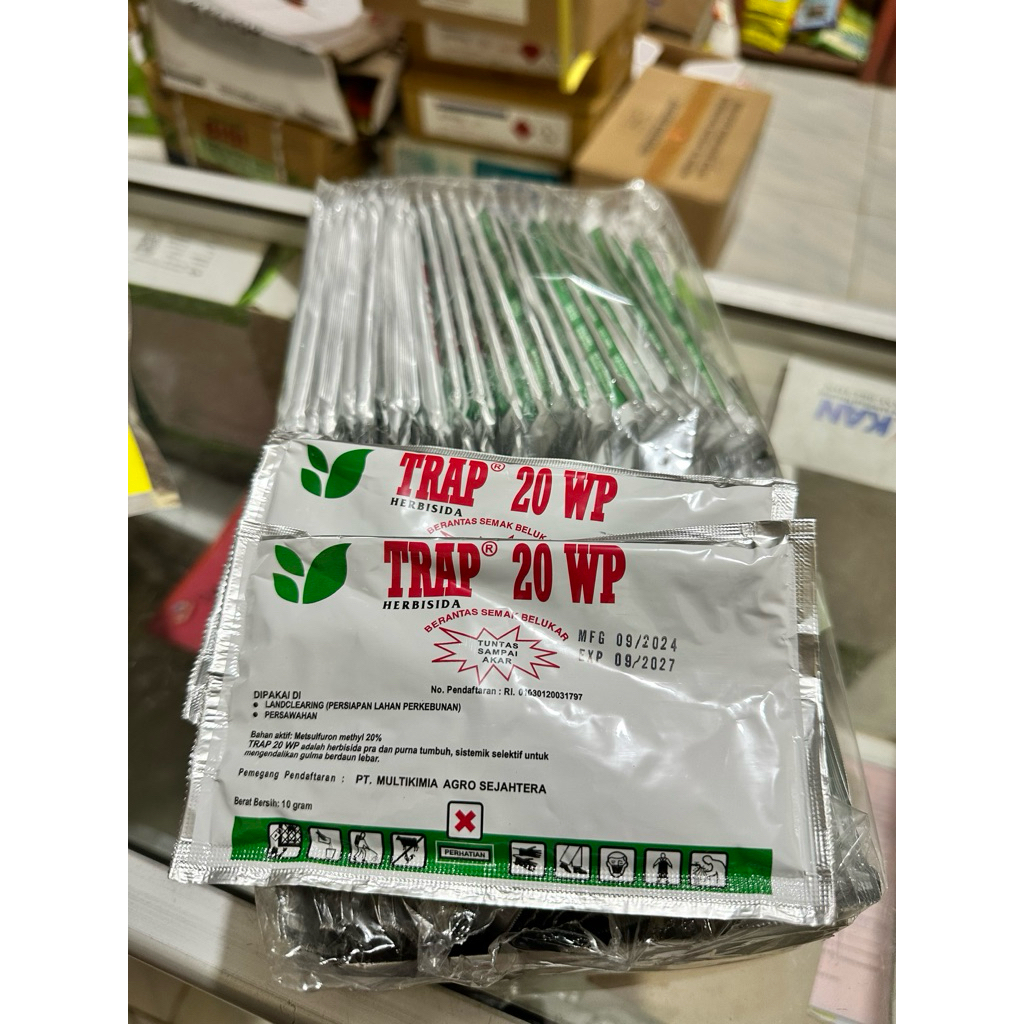 TRAP® 20 WP
HERBISIDA
BERANTAS SEMAK BELUK
TRAP® 20 WP
HERBISIDA
BERANTAS SEMAK BELUKAR
TUNTAS
SAMPAI
AKAR
MFG 09/2024
EXP 09/2027
No. Pendaftaran : RI. 01030120031797
DIPAKAI DI
• LANDCLEARING (PERSIAPAN LAHAN PERKEBUNAN)
• PERSAWAHAN
Bahan aktif: Metsulfuron methyl 20%
TRAP 20 WP adalah herbisida pra dan purna tumbuh, sistemik selektif untuk
mengendalikan gulma berdaun lebar.
Pemegang Pendaftaran : PT. MULTIKIMIA AGRO SEJAHTERA
Berat Bersih: 10 gram
PERHATIAN
KAN